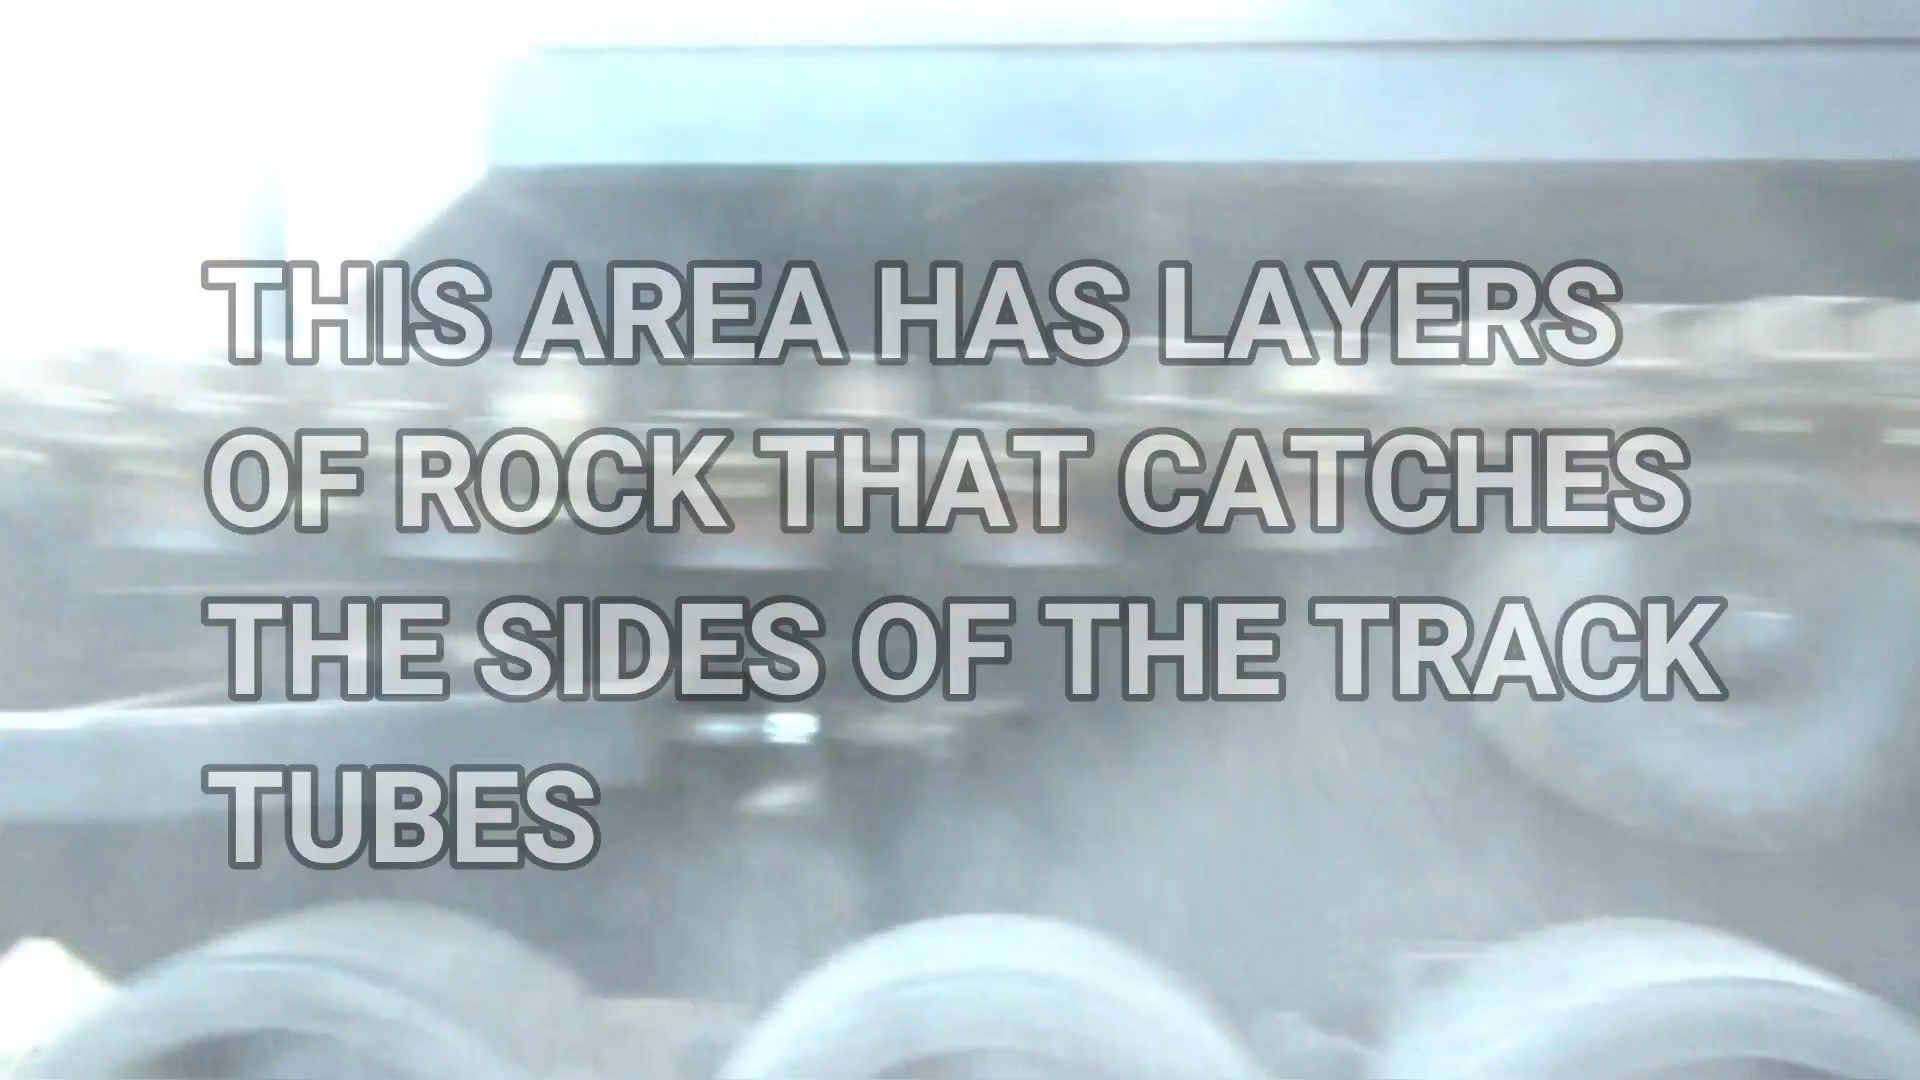 THIS AREA HAS LAYERS
OF ROCK THAT CATCHES
THE SIDES OF THE TRACK
TUBES